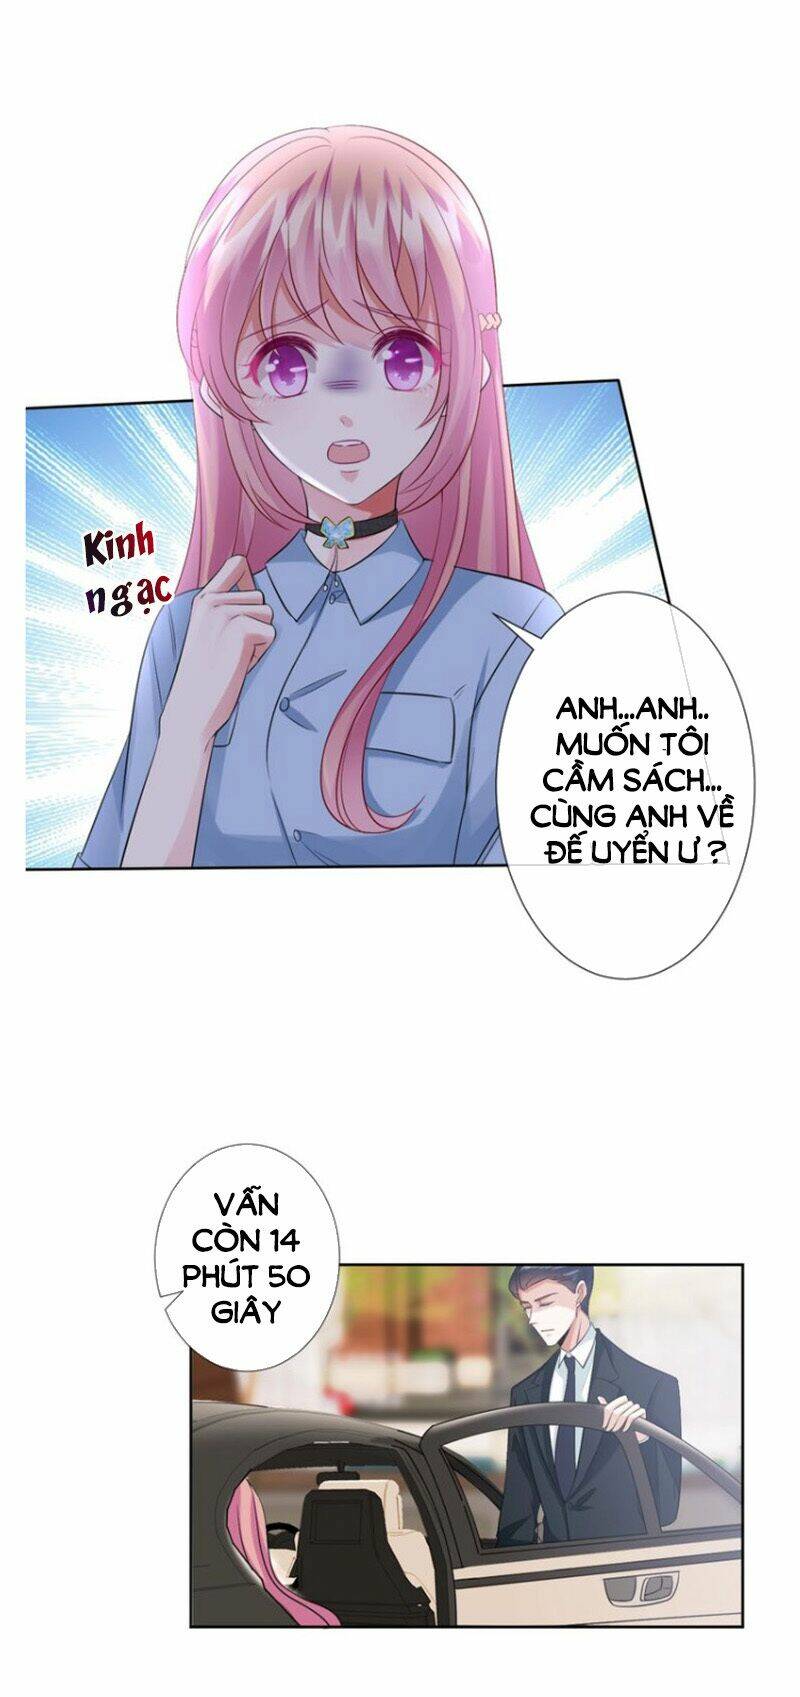 Kinh
ngạc
ANH...ANH..
MUỐN TÔI
CẦM SÁCH...
CÙNG ANH VỀ
ĐẾ UYỂN Ư ?
VẪN
CÒN 14
PHÚT 50
GIÂY